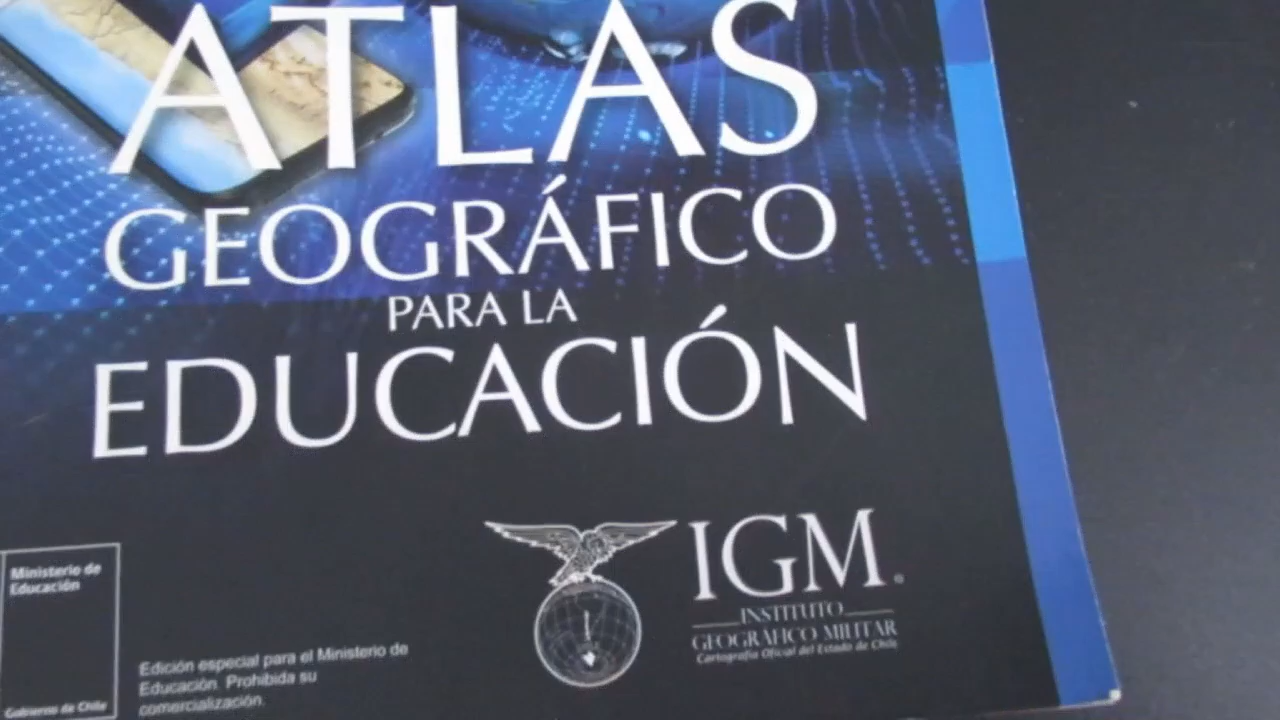 ATLAS
GEOGRÁFICO
PARA LA
EDUCACIÓN
IGM
INSTITUTO
GEOGRÁFICO MILITAR
Cartografía Oficial del Estado de Chile
Ministerio de
Educación
Gobierno de Chile
Edición especial para el Ministerio de
Educación. Prohibida su
comercialización.